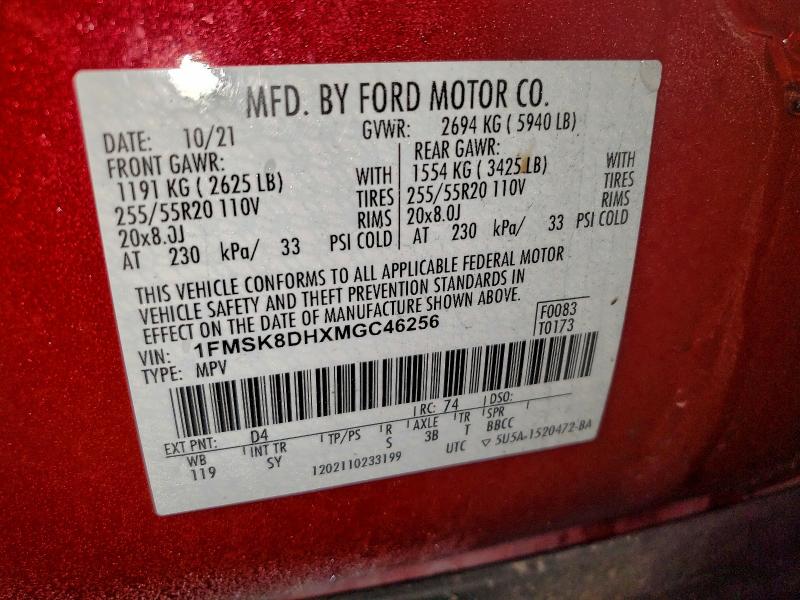 MFD. BY FORD MOTOR CO.
DATE: 10/21 GVWR: 2694 KG ( 5940 LB)
FRONT GAWR:
1191 KG ( 2625 LB) WITH
255/55R20 110V TIRES
20x8.0J RIMS
AT 230 kPa/ 33 PSI COLD
REAR GAWR:
1554 KG ( 3425 LB) WITH
255/55R20 110V TIRES
20x8.0J RIMS
AT 230 kPa/ 33 PSI COLD
THIS VEHICLE CONFORMS TO ALL APPLICABLE FEDERAL MOTOR
VEHICLE SAFETY AND THEFT PREVENTION STANDARDS IN
EFFECT ON THE DATE OF MANUFACTURE SHOWN ABOVE.
F0083
T0173
VIN: 1FMSK8DHXMGC46256
TYPE: MPV
EXT PNT: D4 RC: 74 DSO:
WB INT TR TP/PS R AXLE TR SPR
119 SY S 3B T BBCC
1202110233199 UTC ▽ 5U5A-1520472-BA